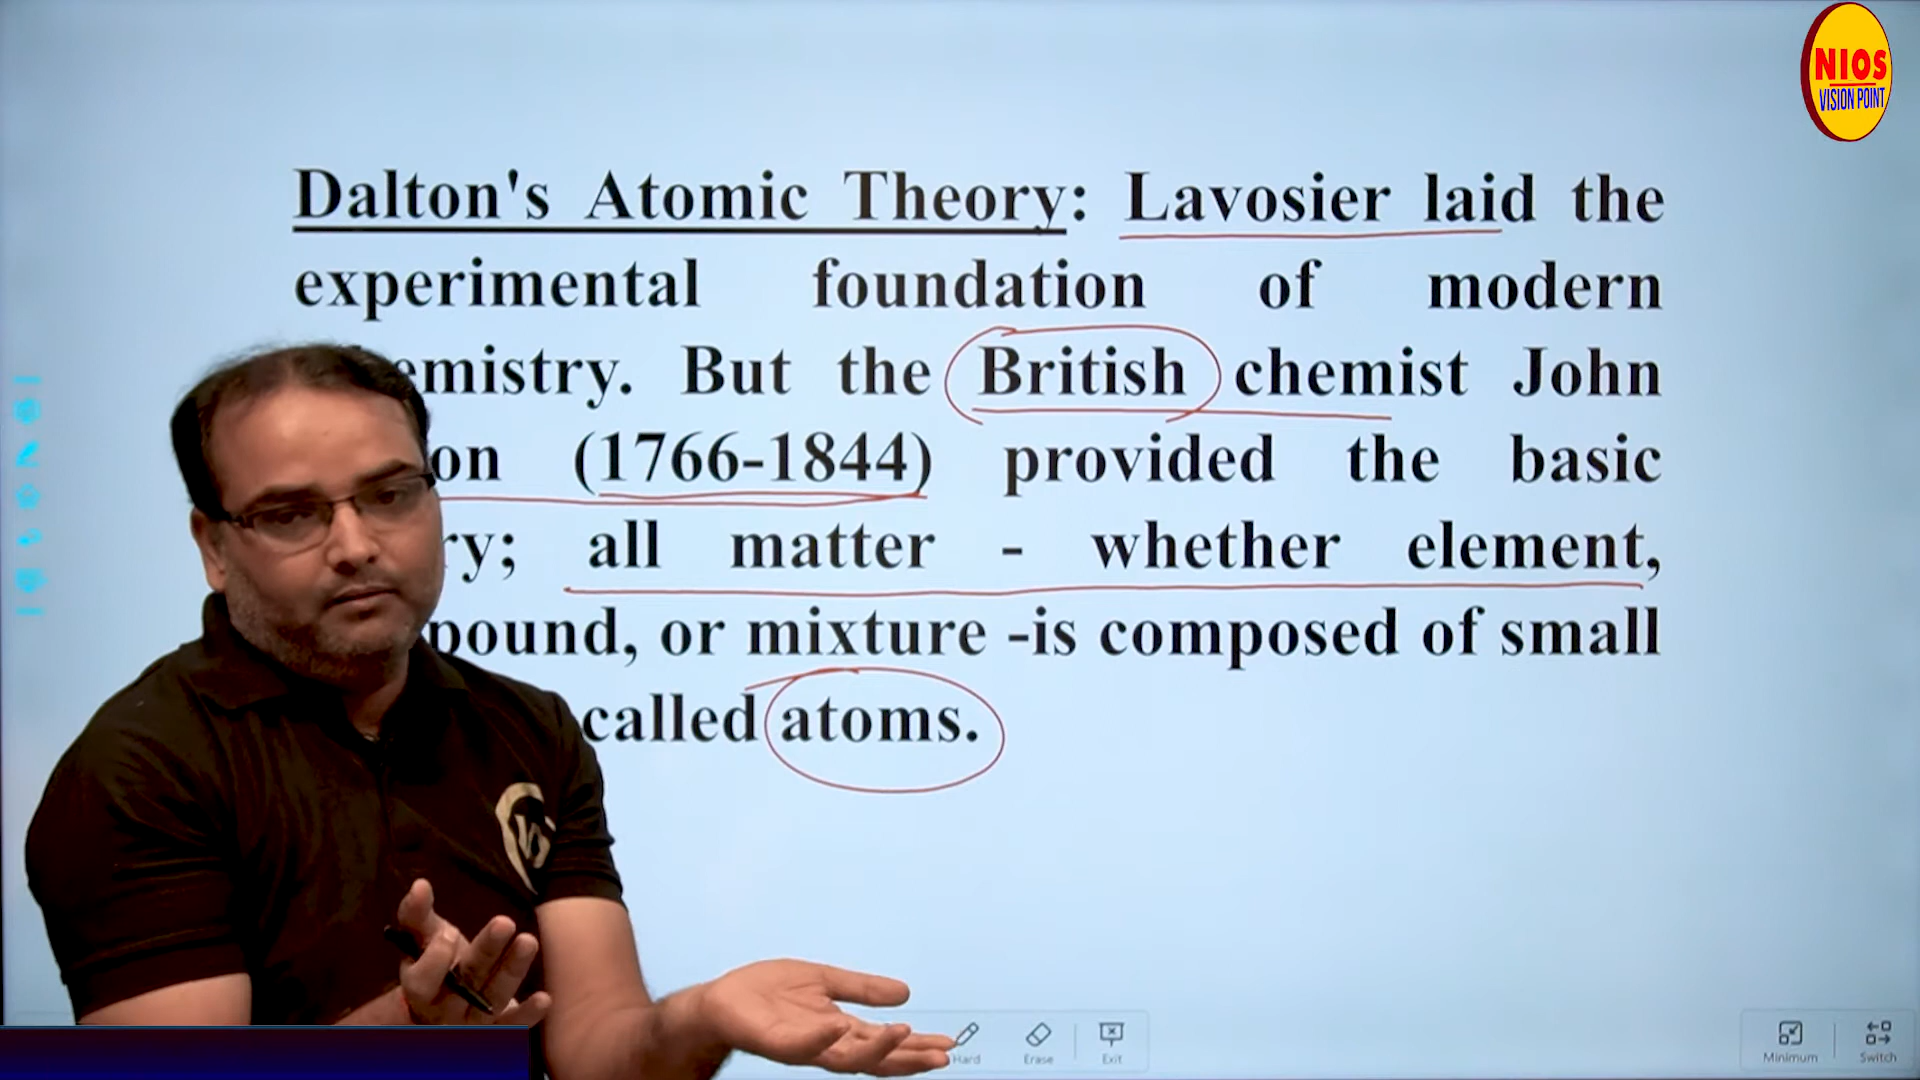 NIOS
VISION POINT
Dalton's Atomic Theory: Lavosier laid the
experimental foundation of modern
emistry. But the British chemist John
on (1766-1844) provided the basic
ry; all matter - whether element,
pound, or mixture -is composed of small
called atoms.
Hard Erase Exit Minimum Switch